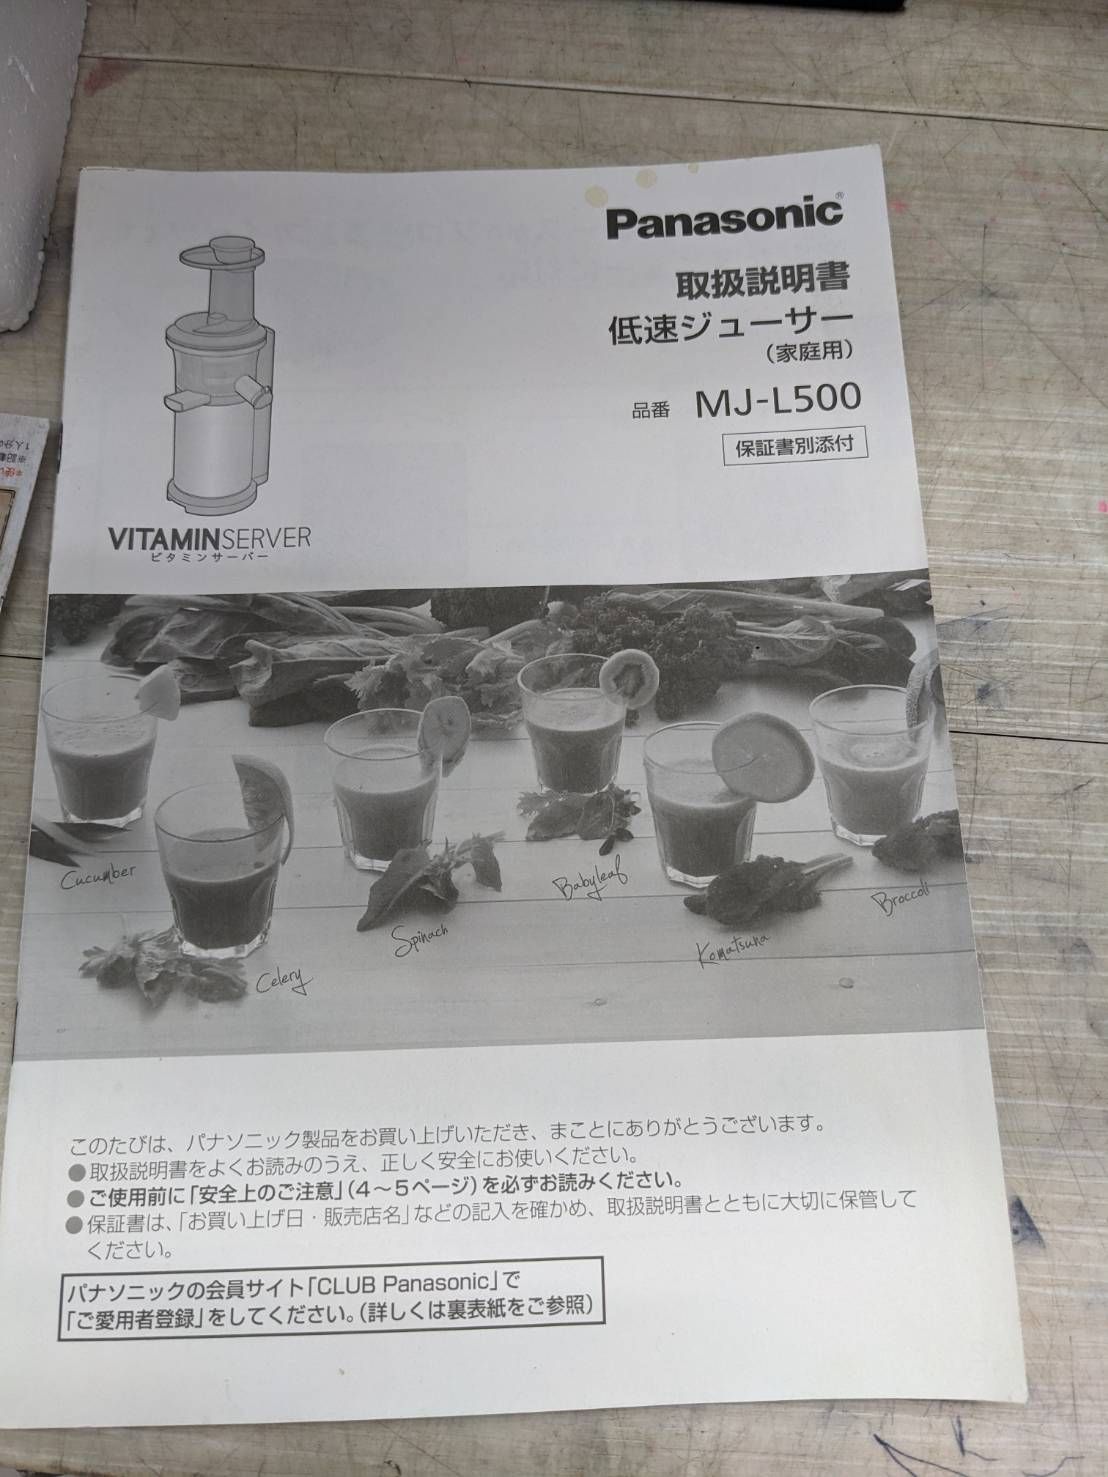 Panasonic®
取扱説明書
低速ジューサー
(家庭用)
品番 MJ-L500
保証書別添付
VITAMINSERVER
ビタミンサーバー
Cucumber
Celery
Spinach
Babyleaf
Komatsuna
Broccoli
このたびは、パナソニック製品をお買い上げいただき、まことにありがとうございます。
●取扱説明書をよくお読みのうえ、正しく安全にお使いください。
●ご使用前に「安全上のご注意」(4〜5ページ)を必ずお読みください。
●保証書は、「お買い上げ日・販売店名」などの記入を確かめ、取扱説明書とともに大切に保管して
ください。
パナソニックの会員サイト「CLUB Panasonic」で
「ご愛用者登録」をしてください。(詳しくは裏表紙をご参照)